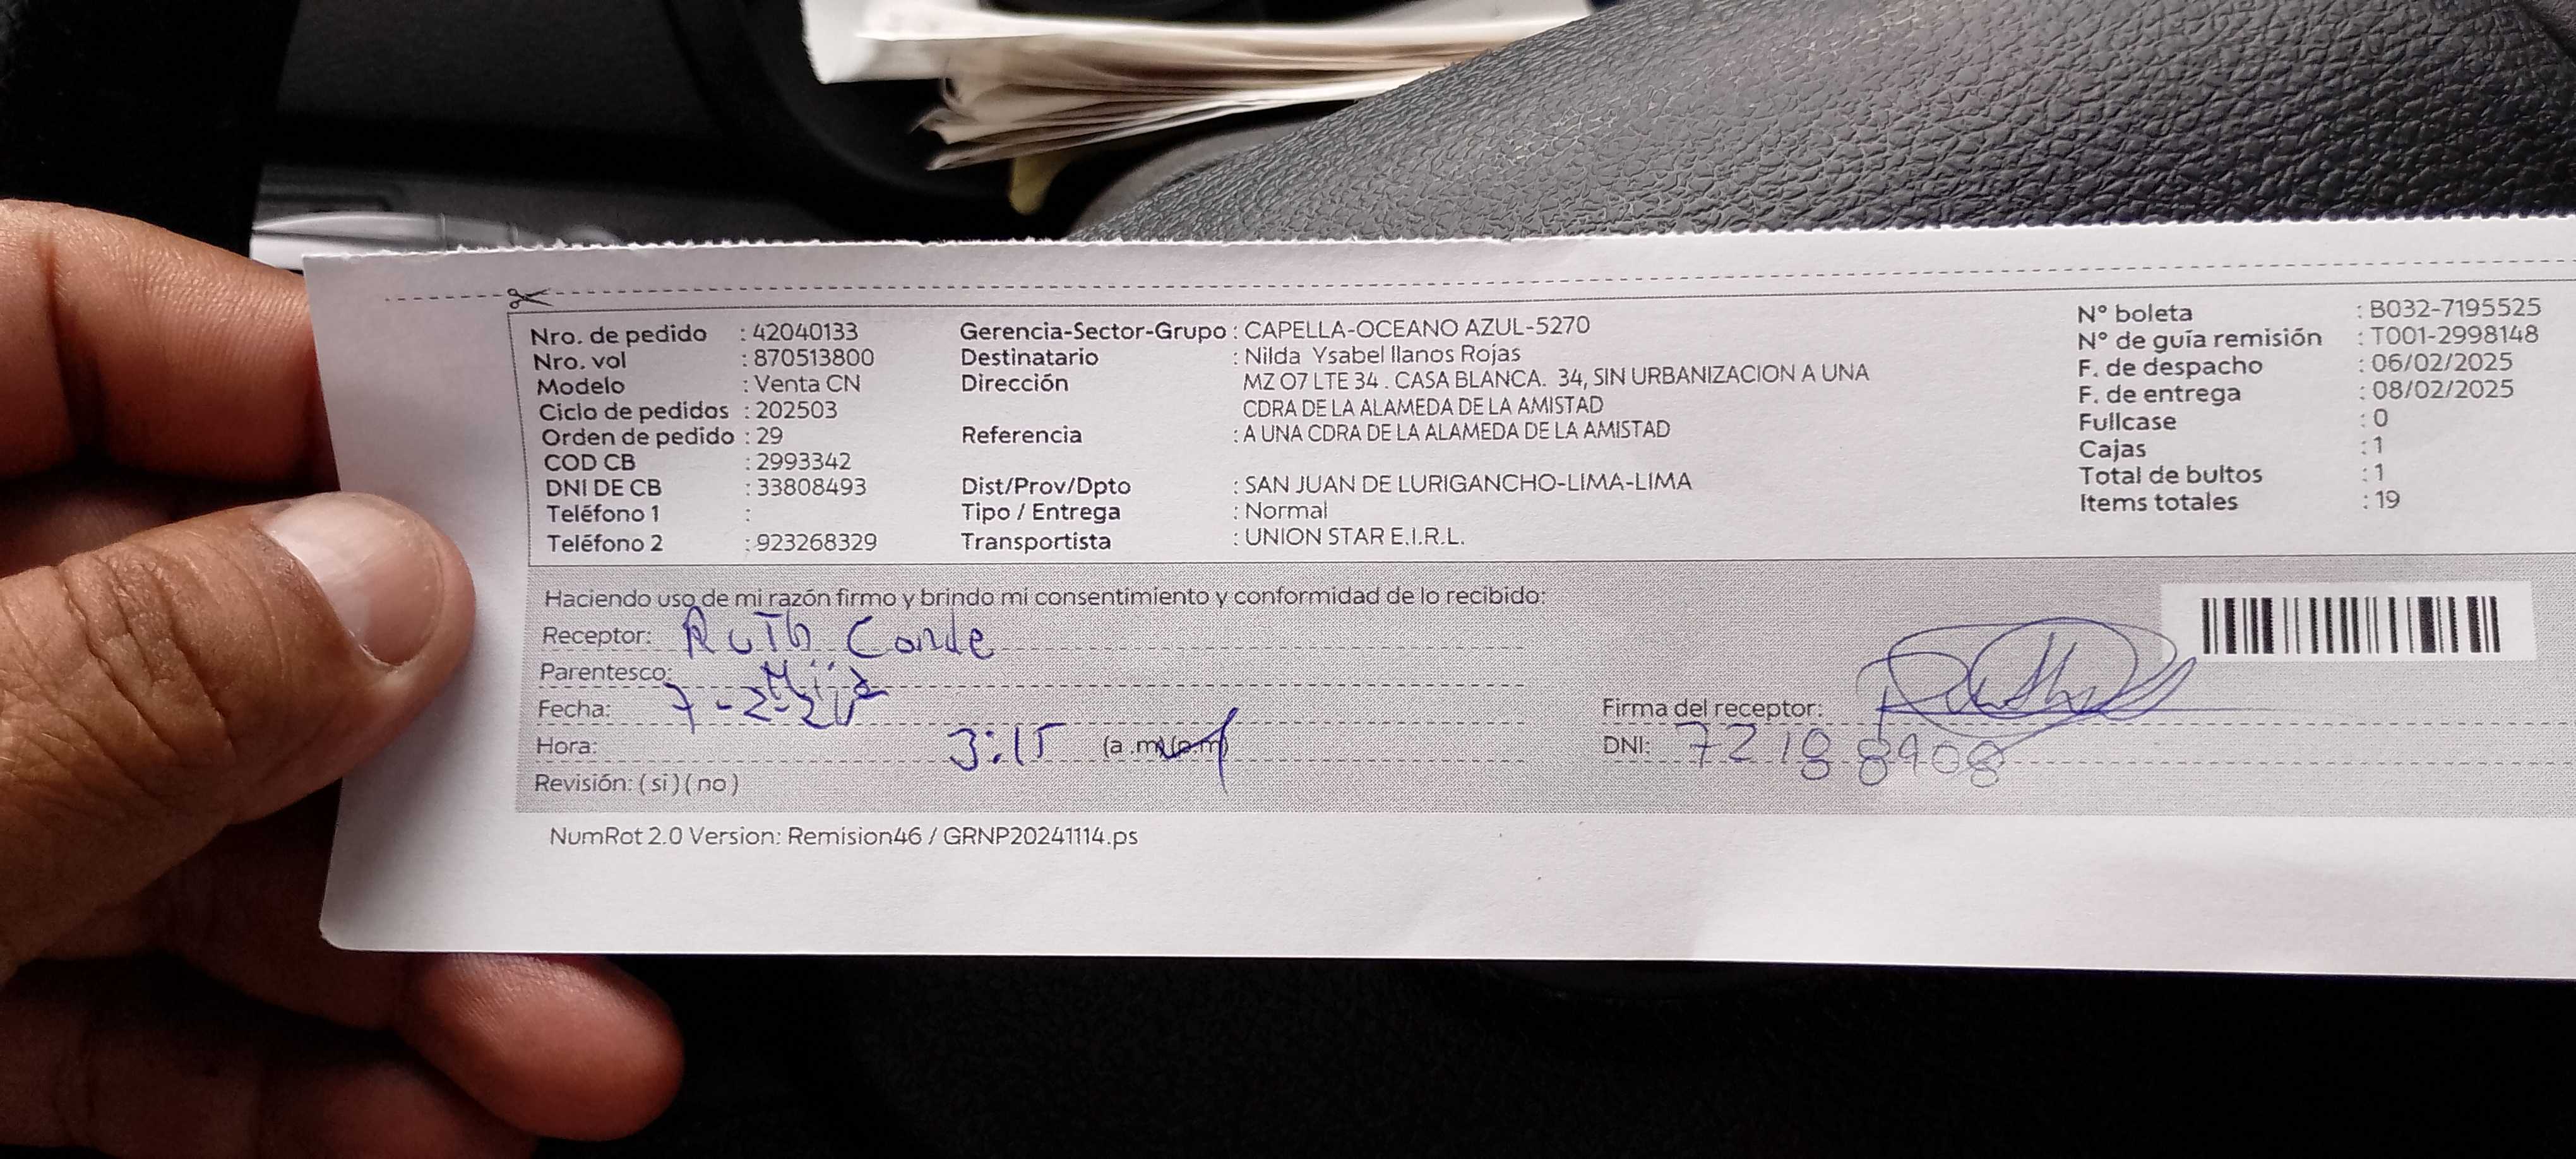 Nro. de pedido : 42040133
Nro. vol : 870513800
Modelo : Venta CN
Ciclo de pedidos : 202503
Orden de pedido : 29
COD CB : 2993342
DNI DE CB : 33808493
Teléfono 1 :
Teléfono 2 : 923268329
Gerencia-Sector-Grupo : CAPELLA-OCEANO AZUL-5270
Destinatario : Nilda Ysabel llanos Rojas
Dirección MZ O7 LTE 34 . CASA BLANCA. 34, SIN URBANIZACION A UNA
CDRA DE LA ALAMEDA DE LA AMISTAD
Referencia : A UNA CDRA DE LA ALAMEDA DE LA AMISTAD
Dist/Prov/Dpto : SAN JUAN DE LURIGANCHO-LIMA-LIMA
Tipo / Entrega : Normal
Transportista : UNION STAR E.I.R.L.
N° boleta : B032-7195525
N° de guía remisión : T001-2998148
F. de despacho : 06/02/2025
F. de entrega : 08/02/2025
Fullcase : 0
Cajas : 1
Total de bultos : 1
Items totales : 19
Haciendo uso de mi razón firmo y brindo mi consentimiento y conformidad de lo recibido:
Receptor: Ruth Conde
Parentesco: Hija
Fecha: 7-2-25
Hora: 3:15 (a .m) (p.m)
Revisión: ( si ) ( no )
Firma del receptor: Ruth
DNI: 72188908
NumRot 2.0 Version: Remision46 / GRNP20241114.ps